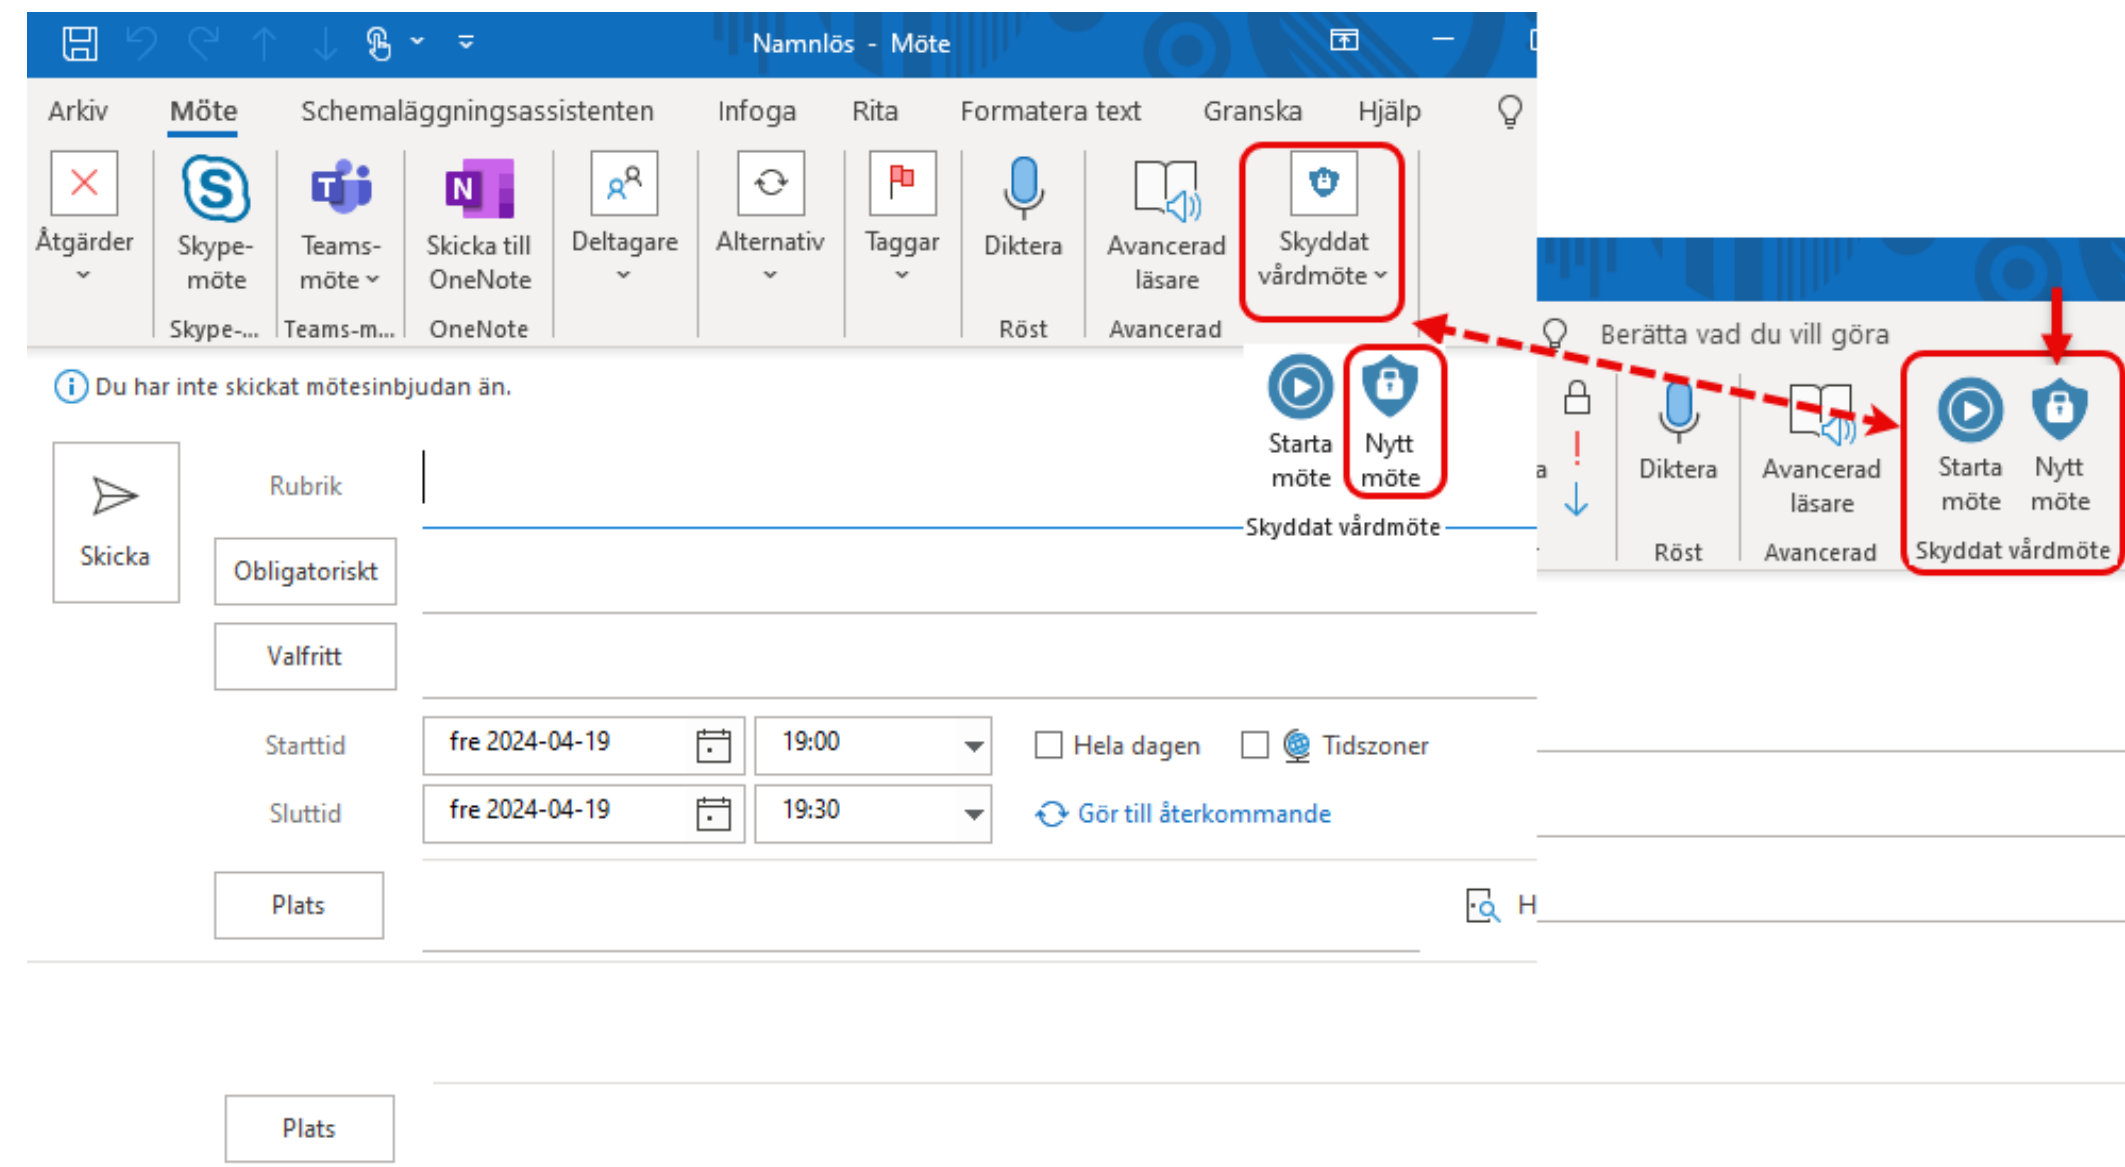 Namnlös - Möte
Arkiv Möte Schemaläggningsassistenten Infoga Rita Formatera text Granska Hjälp
Åtgärder
Skype-
möte
Teams-
möte
Skicka till
OneNote
Deltagare
Alternativ
Taggar
Diktera
Avancerad
läsare
Skyddat
vårdmöte
Skype-... Teams-m... OneNote Röst Avancerad
Berätta vad du vill göra
Du har inte skickat mötesinbjudan än.
Starta
möte
Nytt
möte
Skyddat vårdmöte
a
Diktera
Avancerad
läsare
Starta
möte
Nytt
möte
Röst Avancerad Skyddat vårdmöte
Skicka
Rubrik
Obligatoriskt
Valfritt
Starttid fre 2024-04-19 19:00 Hela dagen Tidszoner
Sluttid fre 2024-04-19 19:30 Gör till återkommande
Plats H
Plats